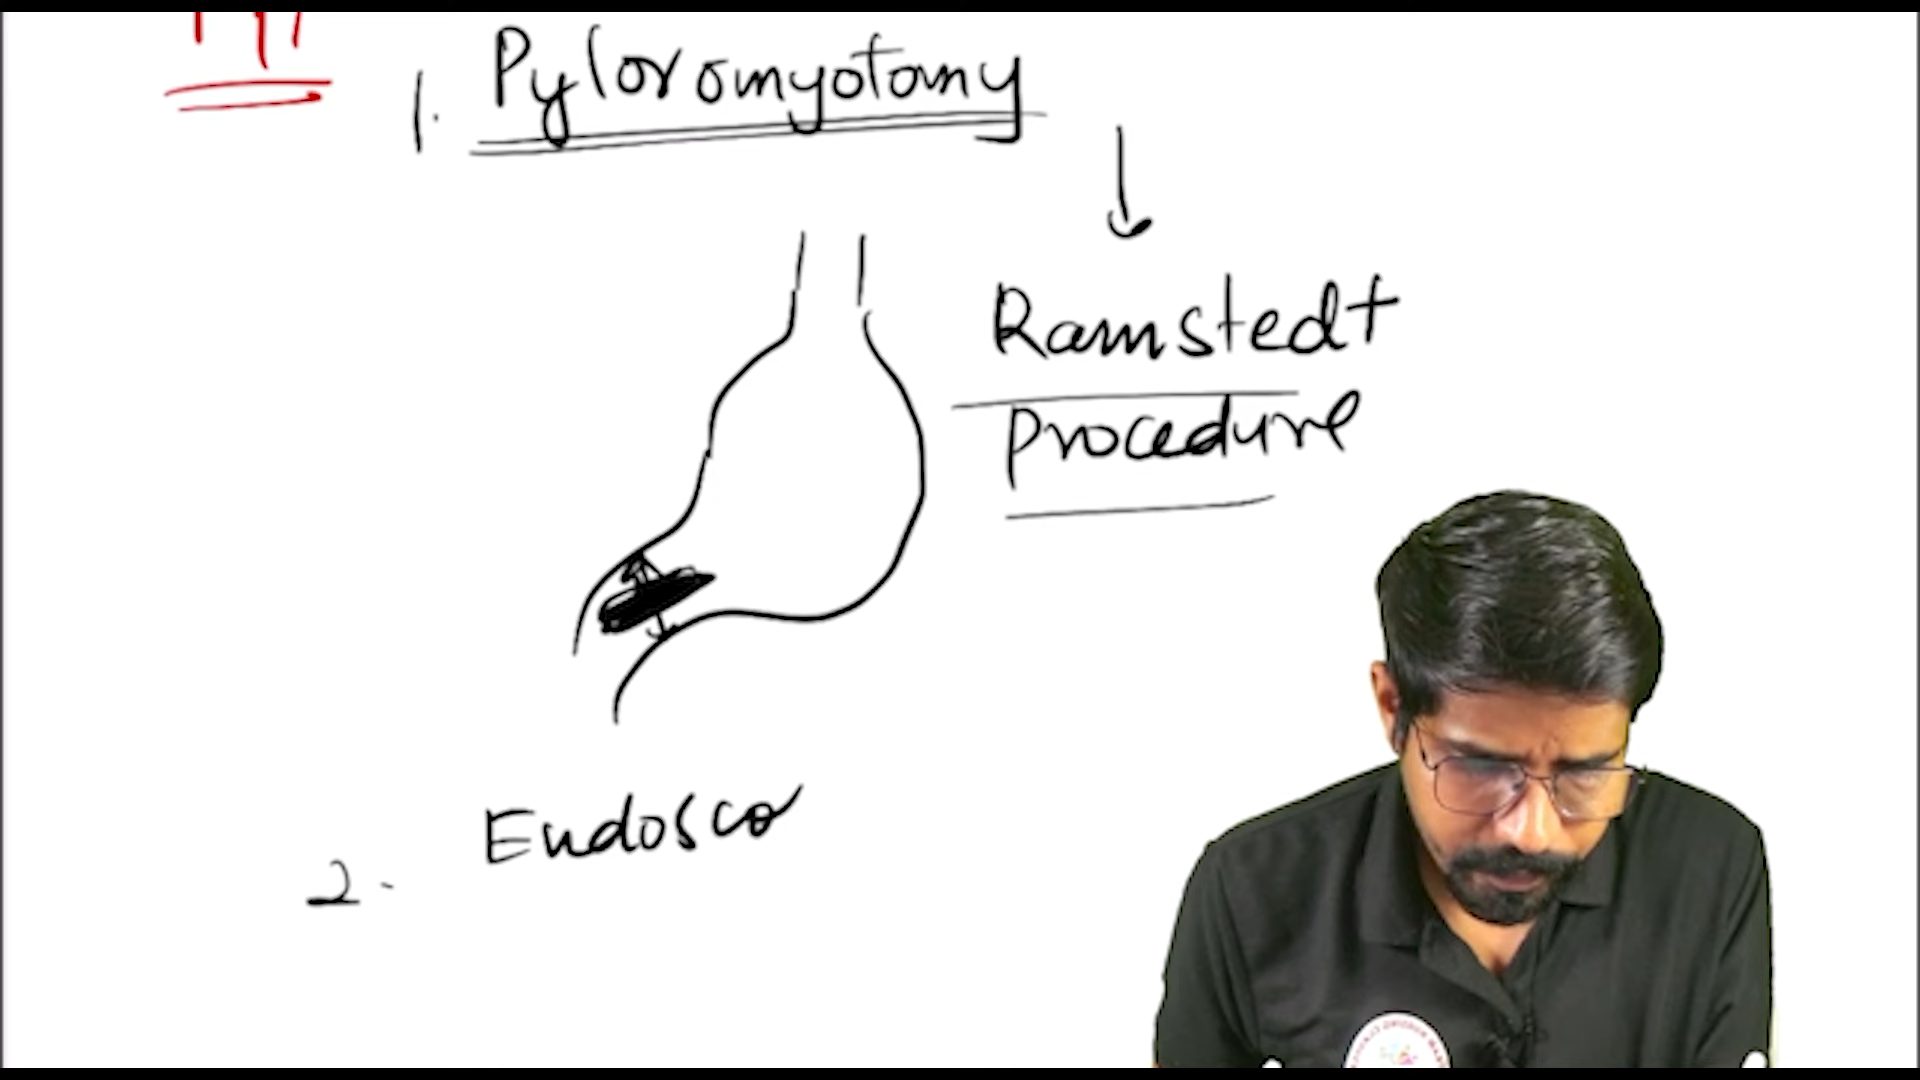 1. Pyloromyotomy
Ramstedt
Procedure
2. Endosco